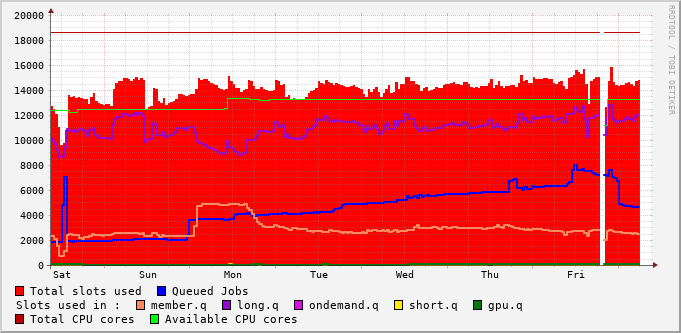 20000
18000
16000
14000
12000
10000
8000
6000
4000
2000
0
Sat Sun Mon Tue Wed Thu Fri
Total slots used Queued Jobs
Slots used in : member.q long.q ondemand.q short.q gpu.q
Total CPU cores Available CPU cores
RRDTOOL / TOBI OETIKER